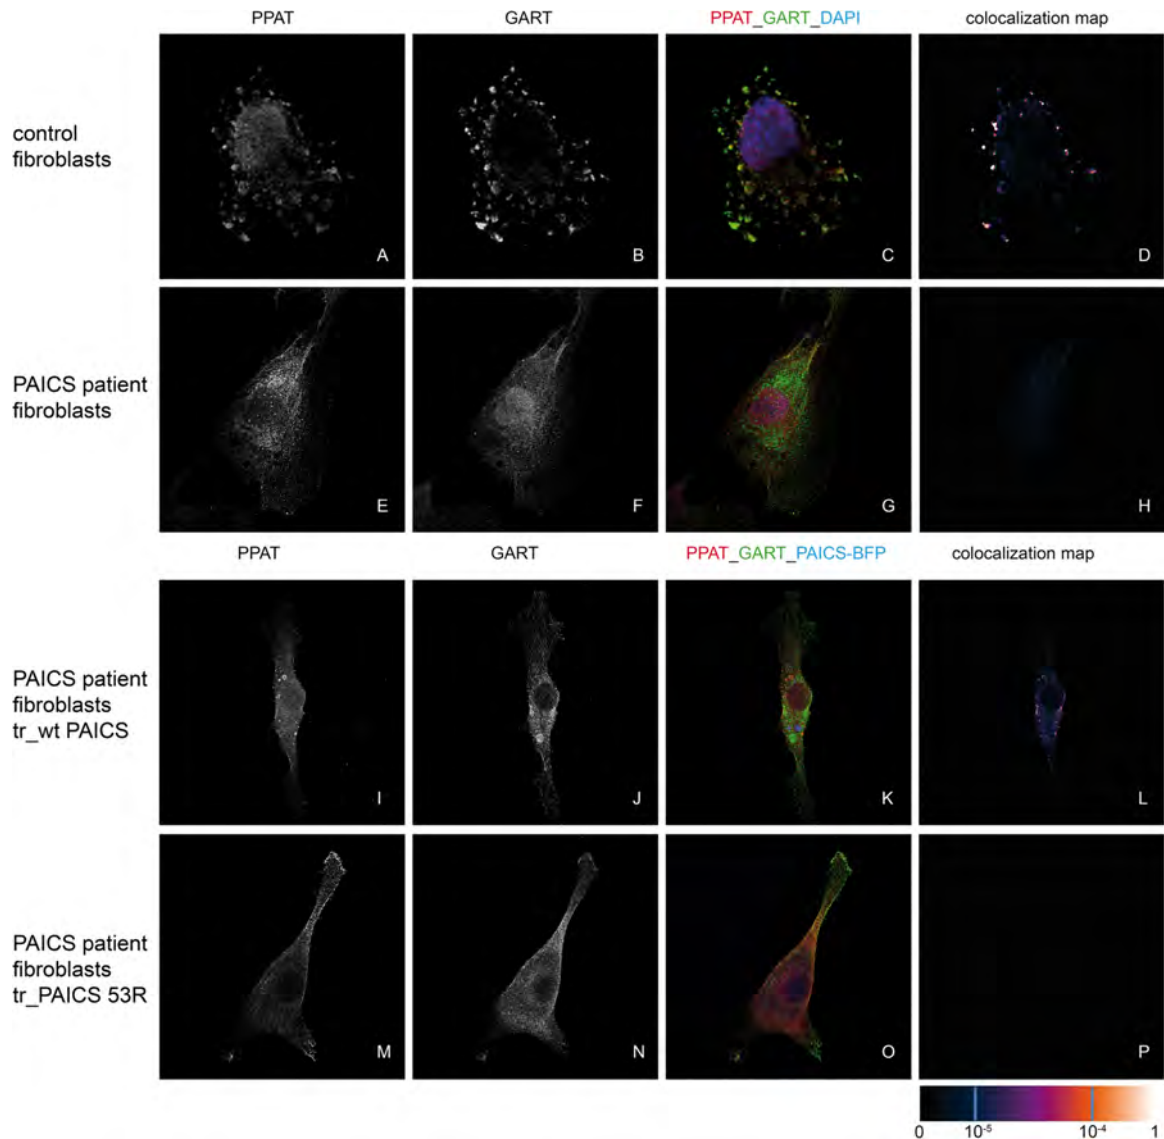 PPAT GART PPAT_GART_DAPI colocalization map
control
fibroblasts
A B C D
PAICS patient
fibroblasts
E F G H
PPAT GART PPAT_GART_PAICS-BFP colocalization map
PAICS patient
fibroblasts
tr_wt PAICS
I J K L
PAICS patient
fibroblasts
tr_PAICS 53R
M N O P
0 10⁻⁵ 10⁻⁴ 1